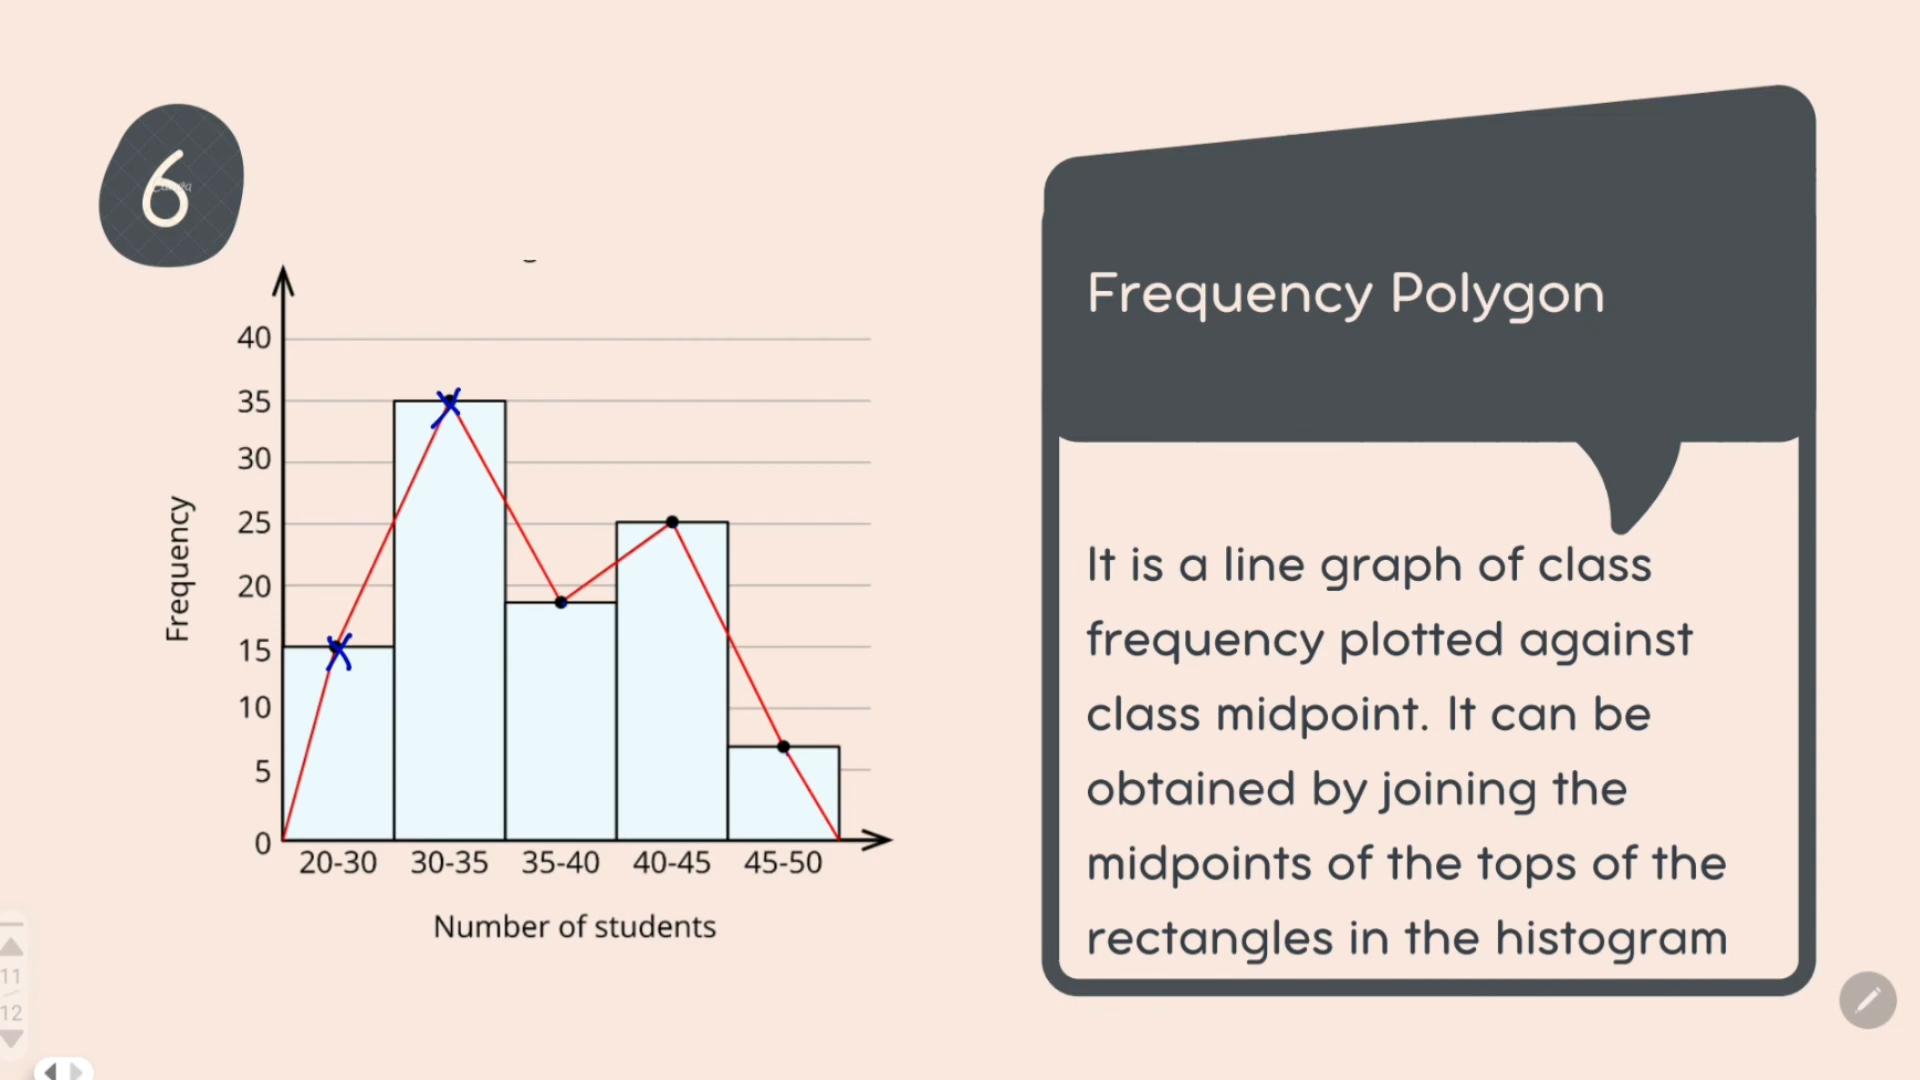 6
Frequency Polygon
40
35
30
25
20
15
10
5
0
Frequency
20-30 30-35 35-40 40-45 45-50
Number of students
It is a line graph of class
frequency plotted against
class midpoint. It can be
obtained by joining the
midpoints of the tops of the
rectangles in the histogram
11
12